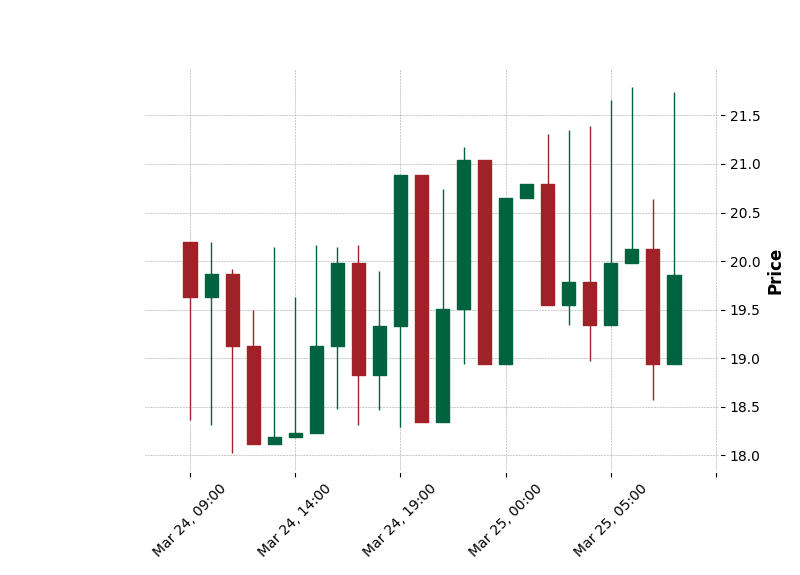 21.5
21.0
20.5
20.0
19.5
19.0
18.5
18.0
Price
Mar 24, 09:00
Mar 24, 14:00
Mar 24, 19:00
Mar 25, 00:00
Mar 25, 05:00